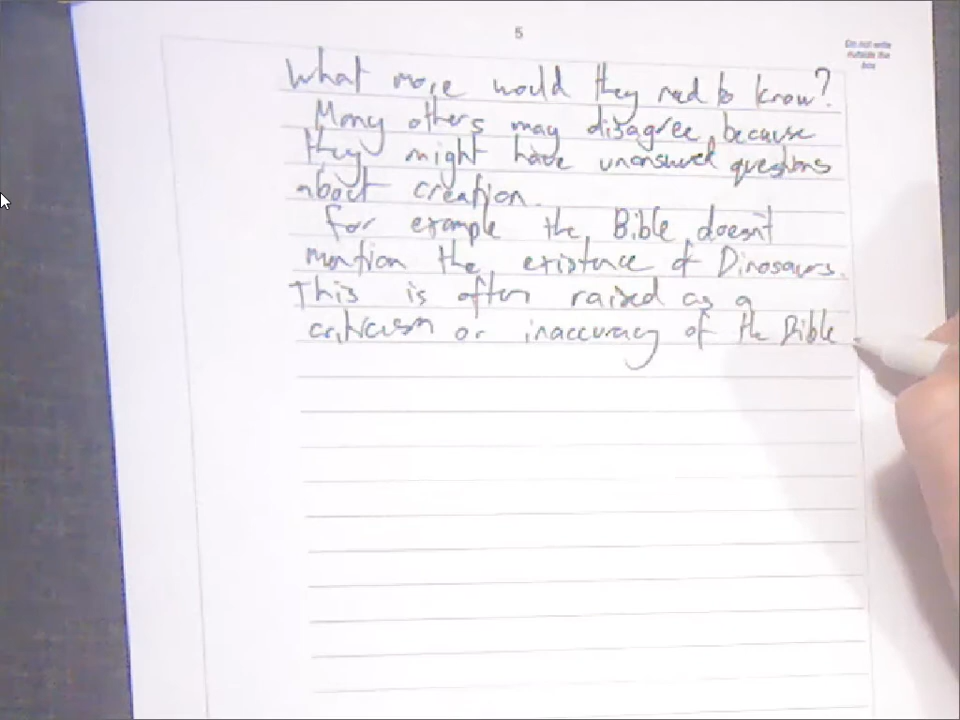 5
Do not write
outside the
box
What more would they need to know?
Many others may disagree, because
they might have unanswered questions
about creation.
For example the Bible doesn't
mention the existence of Dinosaurs.
This is often raised as a
criticism or inaccuracy of the Bible